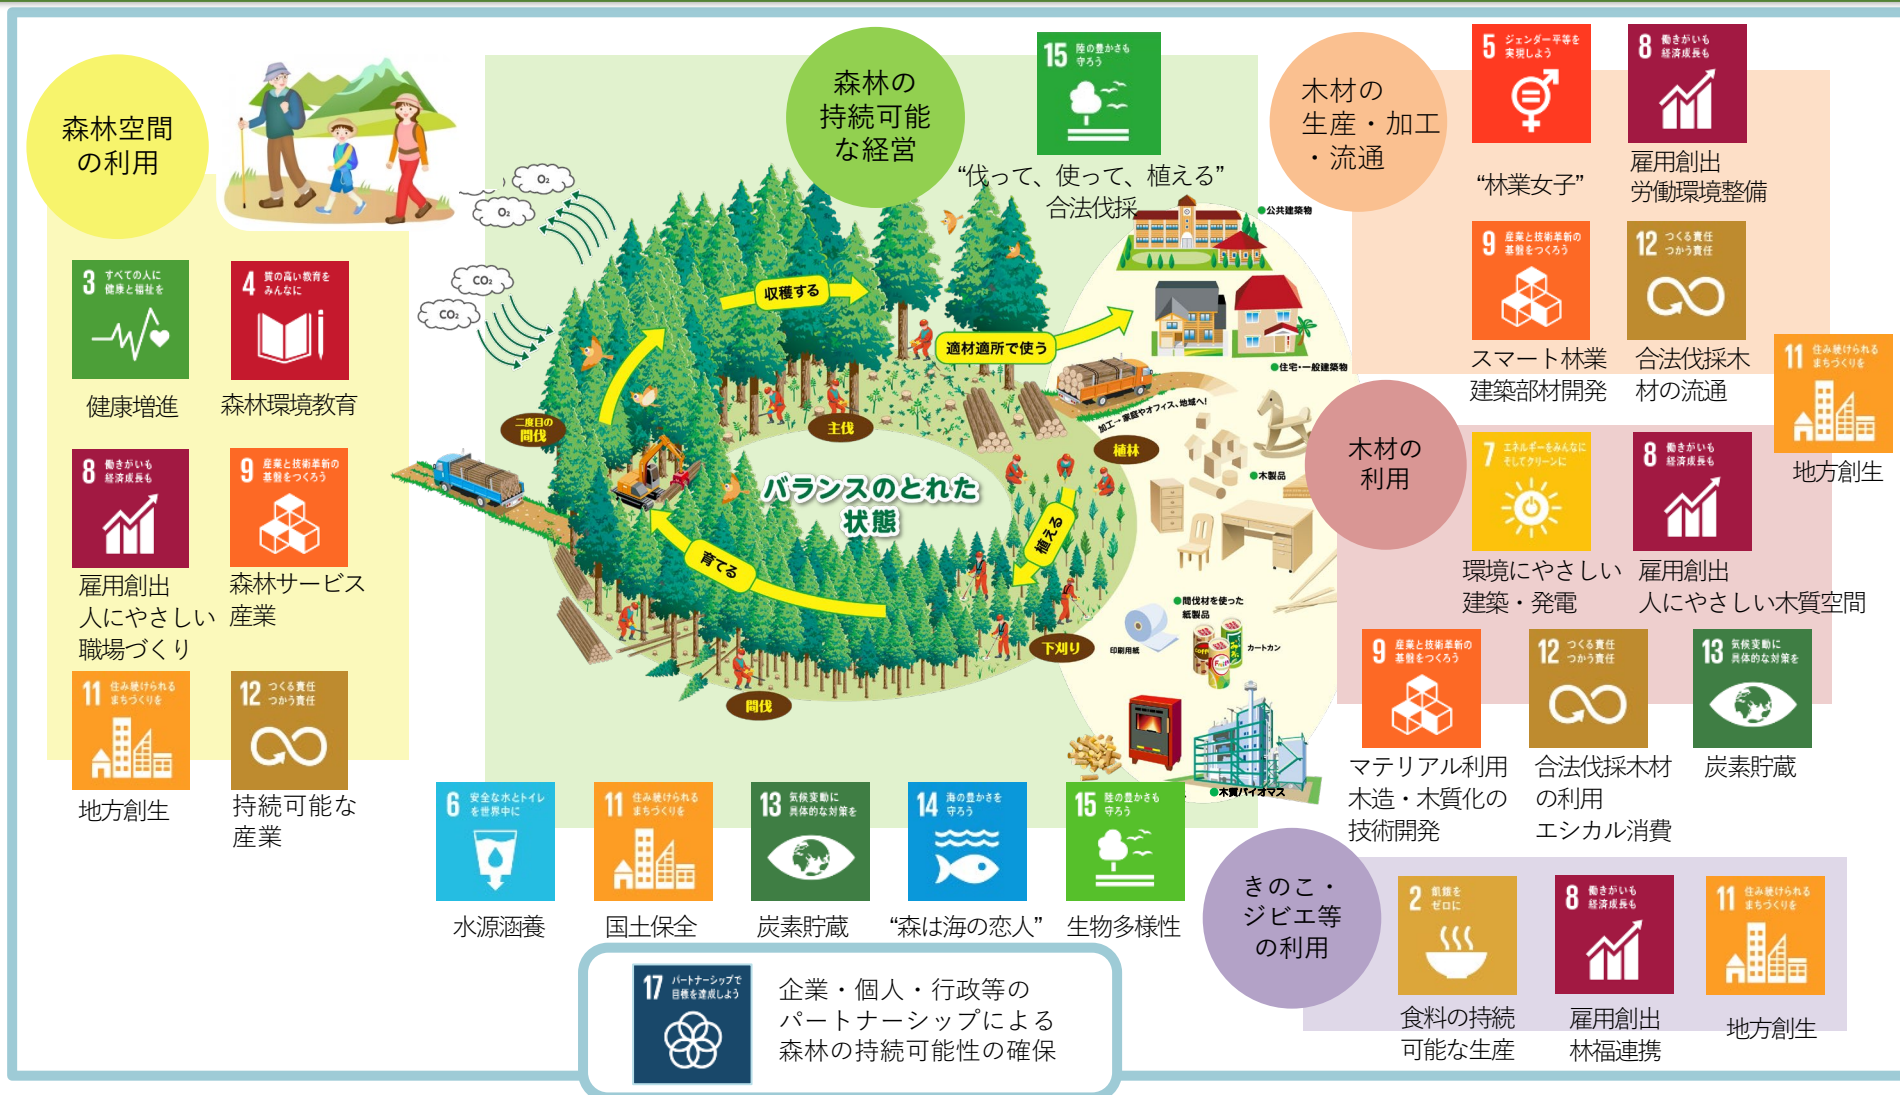 森林空間
の利用
3 すべての人に
健康と福祉を
健康増進
4 質の高い教育を
みんなに
森林環境教育
8 働きがいも
経済成長も
雇用創出
人にやさしい
職場づくり
9 産業と技術革新の
基盤をつくろう
森林サービス
産業
11 住み続けられる
まちづくりを
地方創生
12 つくる責任
つかう責任
持続可能な
産業
森林の
持続可能
な経営
15 陸の豊かさも
守ろう
“伐って、使って、植える”
合法伐採
O₂
O₂
CO₂
CO₂
収穫する
適材適所で使う
二度目の
間伐
主伐
植林
バランスのとれた
状態
植える
育てる
下刈り
間伐
加工→家庭やオフィス、地域へ!
●公共建築物
●住宅・一般建築物
●木製品
●間伐材を使った
紙製品
印刷用紙
カートカン
●木質バイオマス
6 安全な水とトイレ
を世界中に
水源涵養
11 住み続けられる
まちづくりを
国土保全
13 気候変動に
具体的な対策を
炭素貯蔵
14 海の豊かさを
守ろう
“森は海の恋人”
15 陸の豊かさも
守ろう
生物多様性
17 パートナーシップで
目標を達成しよう
企業・個人・行政等の
パートナーシップによる
森林の持続可能性の確保
木材の
生産・加工
・流通
5 ジェンダー平等を
実現しよう
“林業女子”
8 働きがいも
経済成長も
雇用創出
労働環境整備
9 産業と技術革新の
基盤をつくろう
スマート林業
建築部材開発
12 つくる責任
つかう責任
合法伐採木
材の流通
11 住み続けられる
まちづくりを
地方創生
木材の
利用
7 エネルギーをみんなに
そしてクリーンに
環境にやさしい
建築・発電
8 働きがいも
経済成長も
雇用創出
人にやさしい木質空間
9 産業と技術革新の
基盤をつくろう
マテリアル利用
木造・木質化の
技術開発
12 つくる責任
つかう責任
合法伐採木材
の利用
エシカル消費
13 気候変動に
具体的な対策を
炭素貯蔵
きのこ・
ジビエ等
の利用
2 飢餓を
ゼロに
食料の持続
可能な生産
8 働きがいも
経済成長も
雇用創出
林福連携
11 住み続けられる
まちづくりを
地方創生